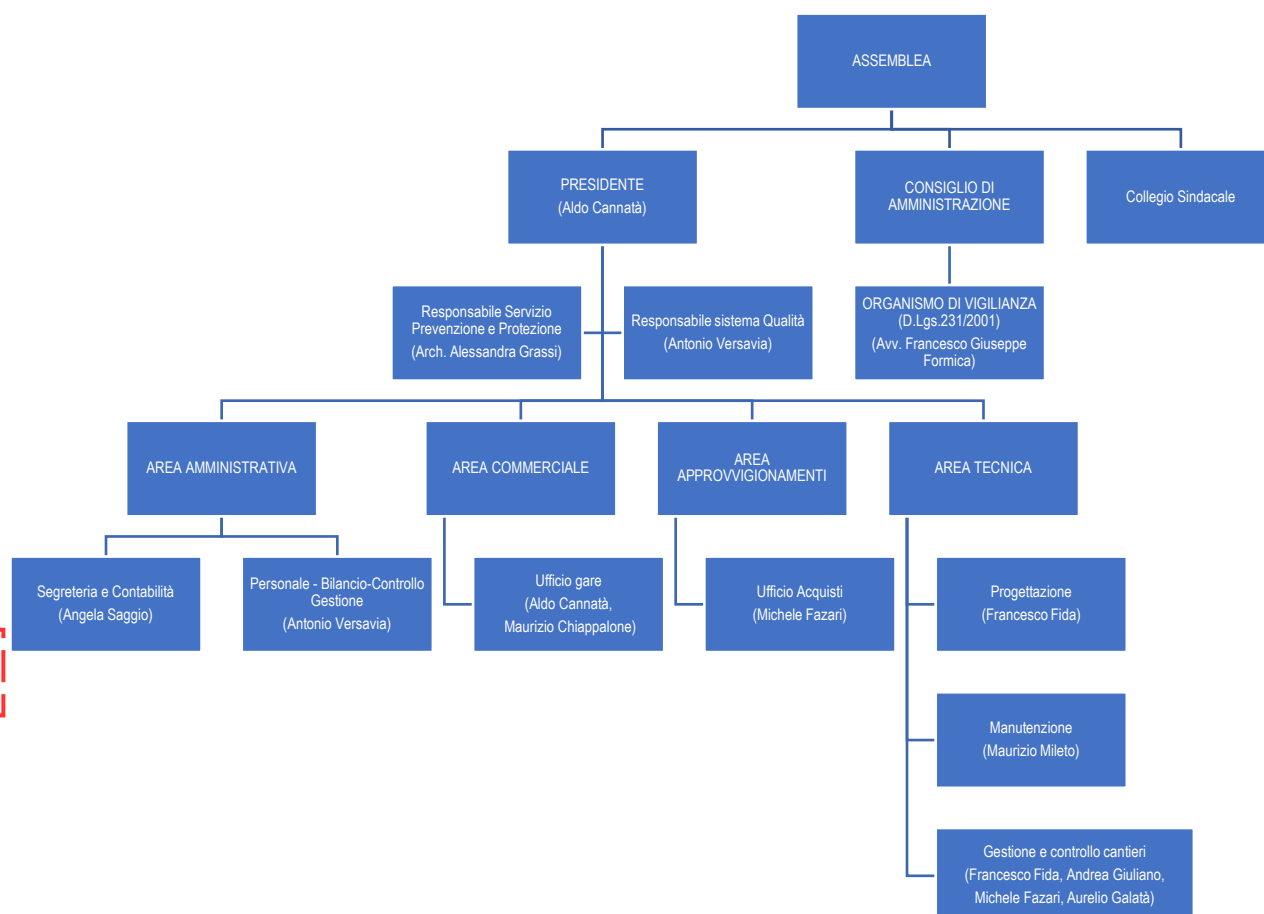 ASSEMBLEA
PRESIDENTE
(Aldo Cannatà)
CONSIGLIO DI
AMMINISTRAZIONE
Collegio Sindacale
Responsabile Servizio
Prevenzione e Protezione
(Arch. Alessandra Grassi)
Responsabile sistema Qualità
(Antonio Versavia)
ORGANISMO DI VIGILIANZA
(D.Lgs.231/2001)
(Avv. Francesco Giuseppe
Formica)
AREA AMMINISTRATIVA
AREA COMMERCIALE
AREA
APPROVVIGIONAMENTI
AREA TECNICA
Segreteria e Contabilità
(Angela Saggio)
Personale - Bilancio-Controllo
Gestione
(Antonio Versavia)
Ufficio gare
(Aldo Cannatà,
Maurizio Chiappalone)
Ufficio Acquisti
(Michele Fazari)
Progettazione
(Francesco Fida)
Manutenzione
(Maurizio Mileto)
Gestione e controllo cantieri
(Francesco Fida, Andrea Giuliano,
Michele Fazari, Aurelio Galatà)